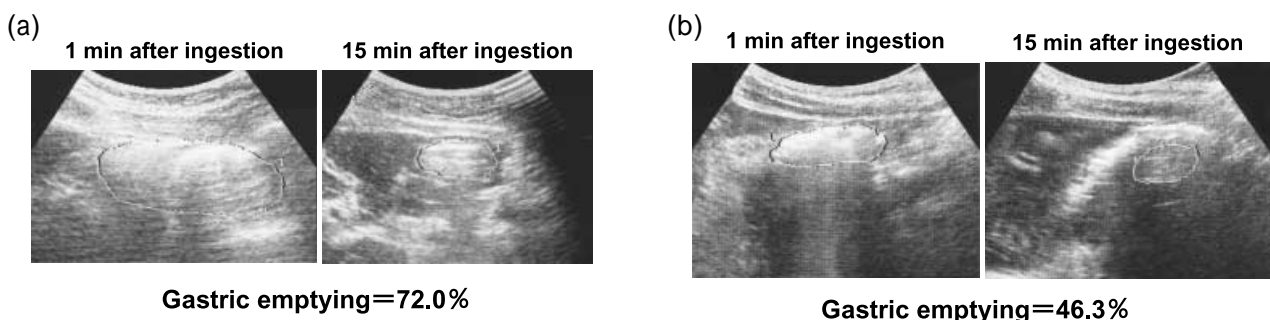 (a)
1 min after ingestion
15 min after ingestion
Gastric emptying=72.0%
(b)
1 min after ingestion
15 min after ingestion
Gastric emptying=46.3%